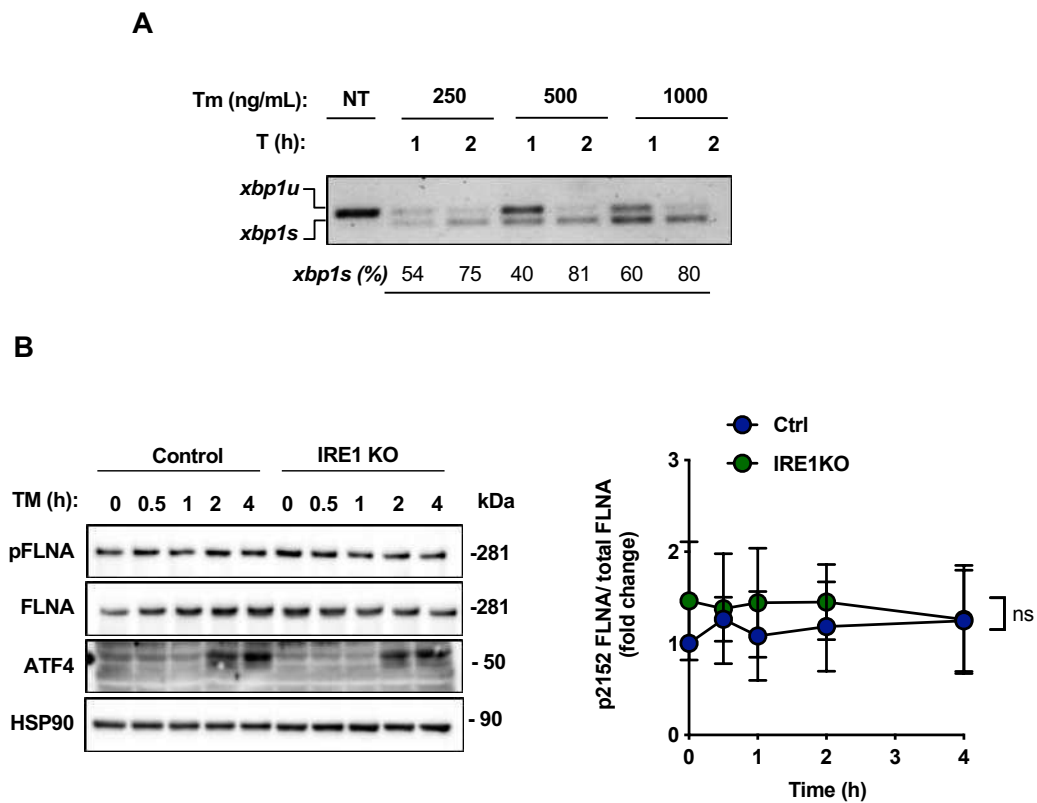 A
Tm (ng/mL): NT 250 500 1000
T (h): 1 2 1 2 1 2
xbp1u
xbp1s
xbp1s (%) 54 75 40 81 60 80
B
Control IRE1 KO
TM (h): 0 0.5 1 2 4 0 0.5 1 2 4 kDa
pFLNA -281
FLNA -281
ATF4 - 50
HSP90 - 90
Ctrl
IRE1KO
p2152 FLNA/ total FLNA
(fold change)
3
2
1
0
0 1 2 3 4
Time (h)
ns